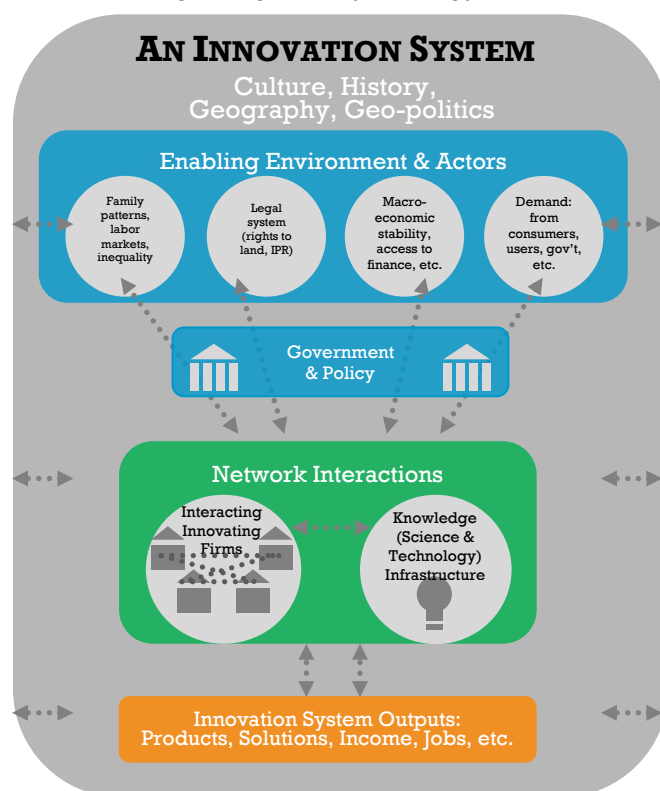 AN INNOVATION SYSTEM
Culture, History,
Geography, Geo-politics
Enabling Environment & Actors
Family
patterns,
labor
markets,
inequality
Legal
system
(rights to
land, IPR)
Macro-
economic
stability,
access to
finance, etc.
Demand:
from
consumers,
users, gov't,
etc.
Government
& Policy
Network Interactions
Interacting
Innovating
Firms
Knowledge
(Science &
Technology)
Infrastructure
Innovation System Outputs:
Products, Solutions, Income, Jobs, etc.